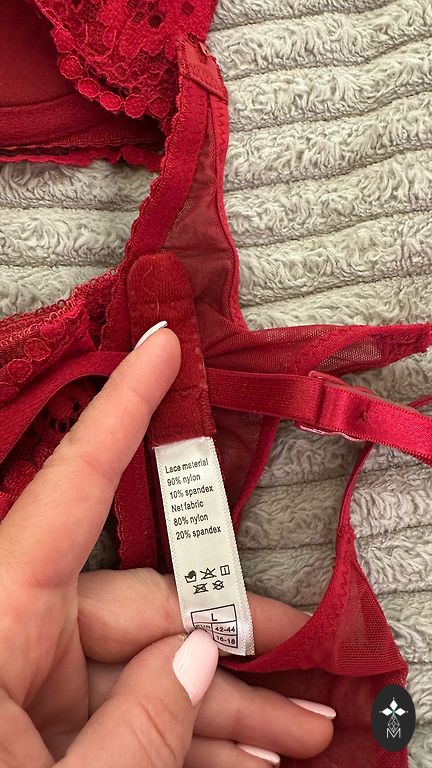 Lace material
90% nylon
10% spandex
Net fabric
80% nylon
20% spandex
L
42-44
16-18
M